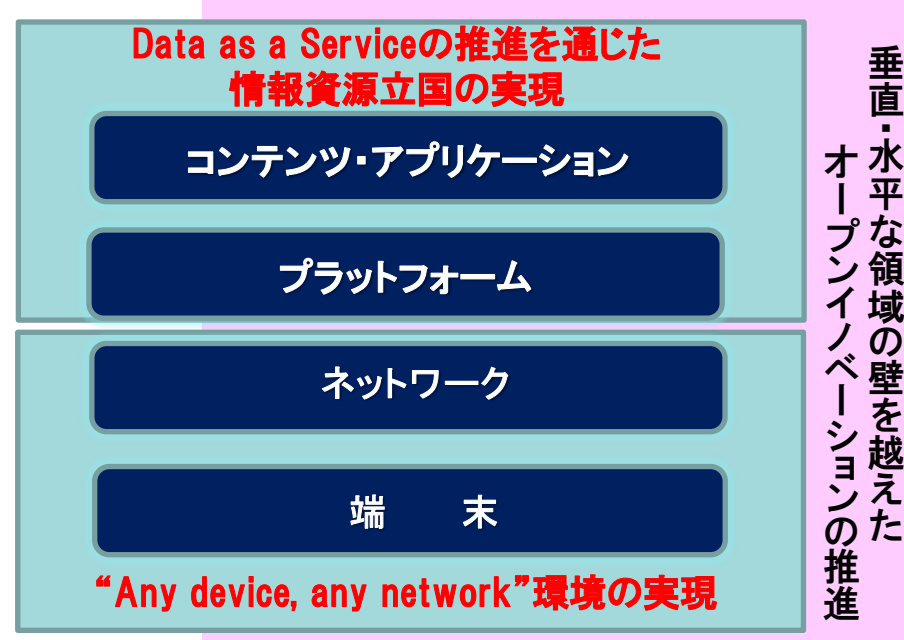 Data as a Serviceの推進を通じた
情報資源立国の実現
コンテンツ・アプリケーション
プラットフォーム
ネットワーク
端　　末
“Any device, any network”環境の実現
垂直・水平な領域の壁を越えた
オープンイノベーションの推進